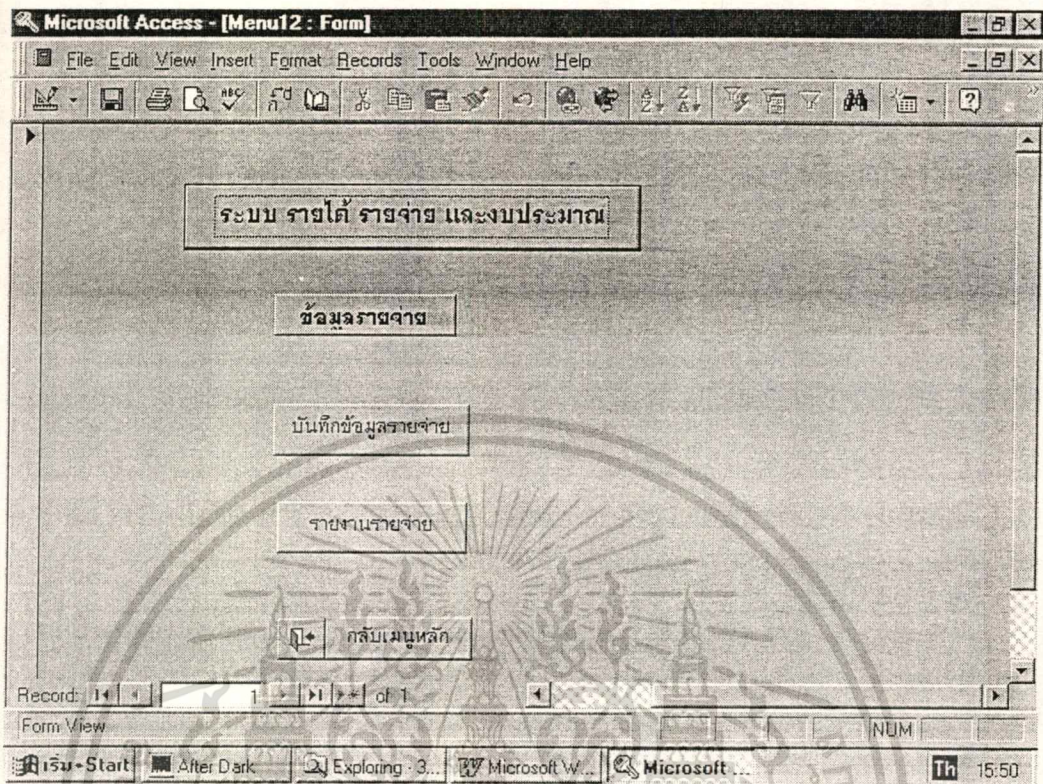 Microsoft Access - [Menu12 : Form]
File Edit View Insert Format Records Tools Window Help
ระบบ รายได้ รายจ่าย และงบประมาณ
ข้อมูลรายจ่าย
บันทึกข้อมูลรายจ่าย
รายงานรายจ่าย
กลับเมนูหลัก
Record: 1 of 1
Form View NUM
เริ่ม-Start After Dark Exploring - 3... Microsoft W... Microsoft ... Th 15:50